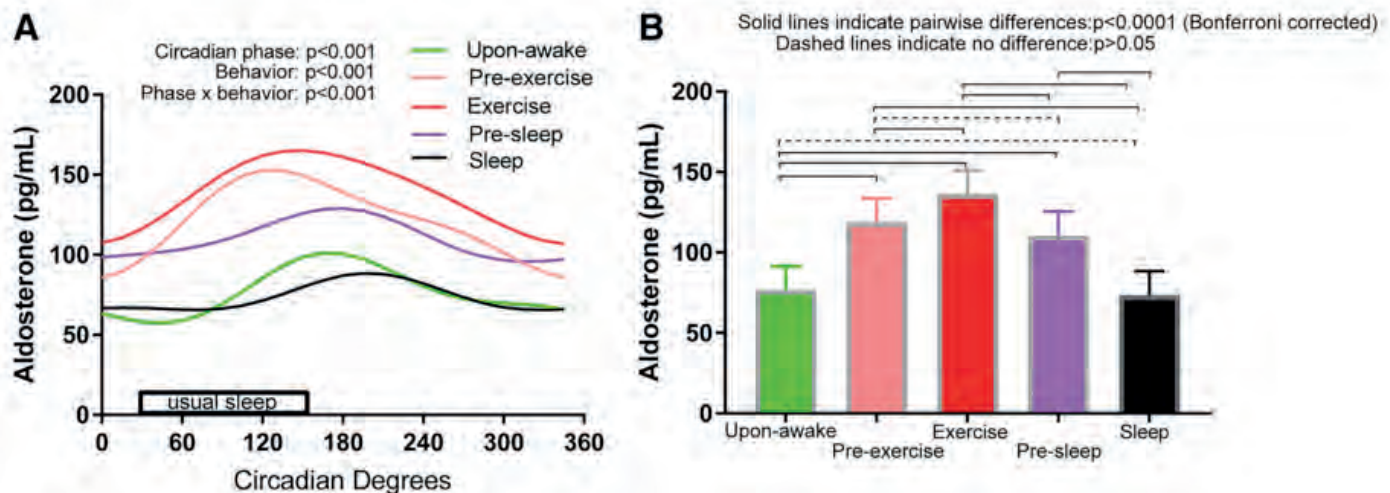 A
Circadian phase: p<0.001
Behavior: p<0.001
Phase x behavior: p<0.001
Upon-awake
Pre-exercise
Exercise
Pre-sleep
Sleep
Aldosterone (pg/mL)
200
150
100
50
0
usual sleep
0 60 120 180 240 300 360
Circadian Degrees
B
Solid lines indicate pairwise differences:p<0.0001 (Bonferroni corrected)
Dashed lines indicate no difference:p>0.05
Aldosterone (pg/mL)
200
150
100
50
0
Upon-awake Exercise Sleep
Pre-exercise Pre-sleep